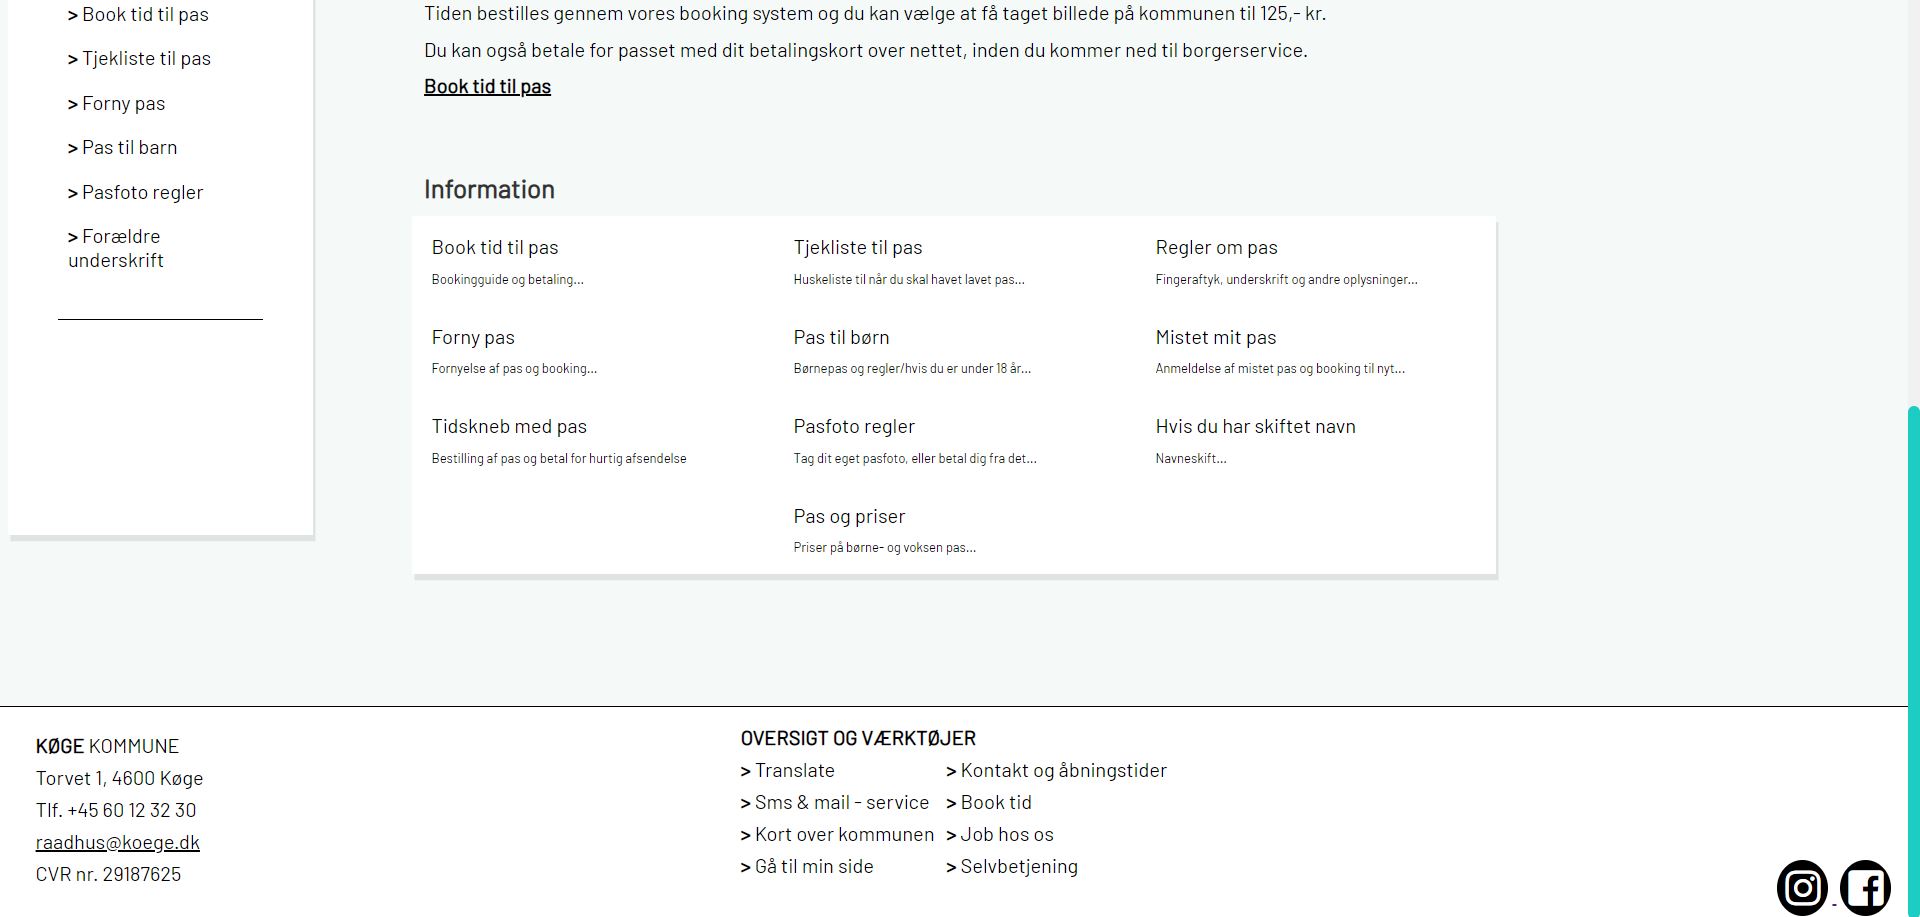 > Book tid til pas
> Tjekliste til pas
> Forny pas
> Pas til barn
> Pasfoto regler
> Forældre
underskrift
Tiden bestilles gennem vores booking system og du kan vælge at få taget billede på kommunen til 125,- kr.
Du kan også betale for passet med dit betalingskort over nettet, inden du kommer ned til borgerservice.
Book tid til pas
Information
Book tid til pas
Bookingguide og betaling...
Tjekliste til pas
Huskeliste til når du skal havet lavet pas...
Regler om pas
Fingeraftyk, underskrift og andre oplysninger...
Forny pas
Fornyelse af pas og booking...
Pas til børn
Børnepas og regler/hvis du er under 18 år...
Mistet mit pas
Anmeldelse af mistet pas og booking til nyt...
Tidskneb med pas
Bestilling af pas og betal for hurtig afsendelse
Pasfoto regler
Tag dit eget pasfoto, eller betal dig fra det...
Hvis du har skiftet navn
Navneskift...
Pas og priser
Priser på børne- og voksen pas...
KØGE KOMMUNE
Torvet 1, 4600 Køge
Tlf. +45 60 12 32 30
raadhus@koege.dk
CVR nr. 29187625
OVERSIGT OG VÆRKTØJER
> Translate
> Sms & mail - service
> Kort over kommunen
> Gå til min side
> Kontakt og åbningstider
> Book tid
> Job hos os
> Selvbetjening